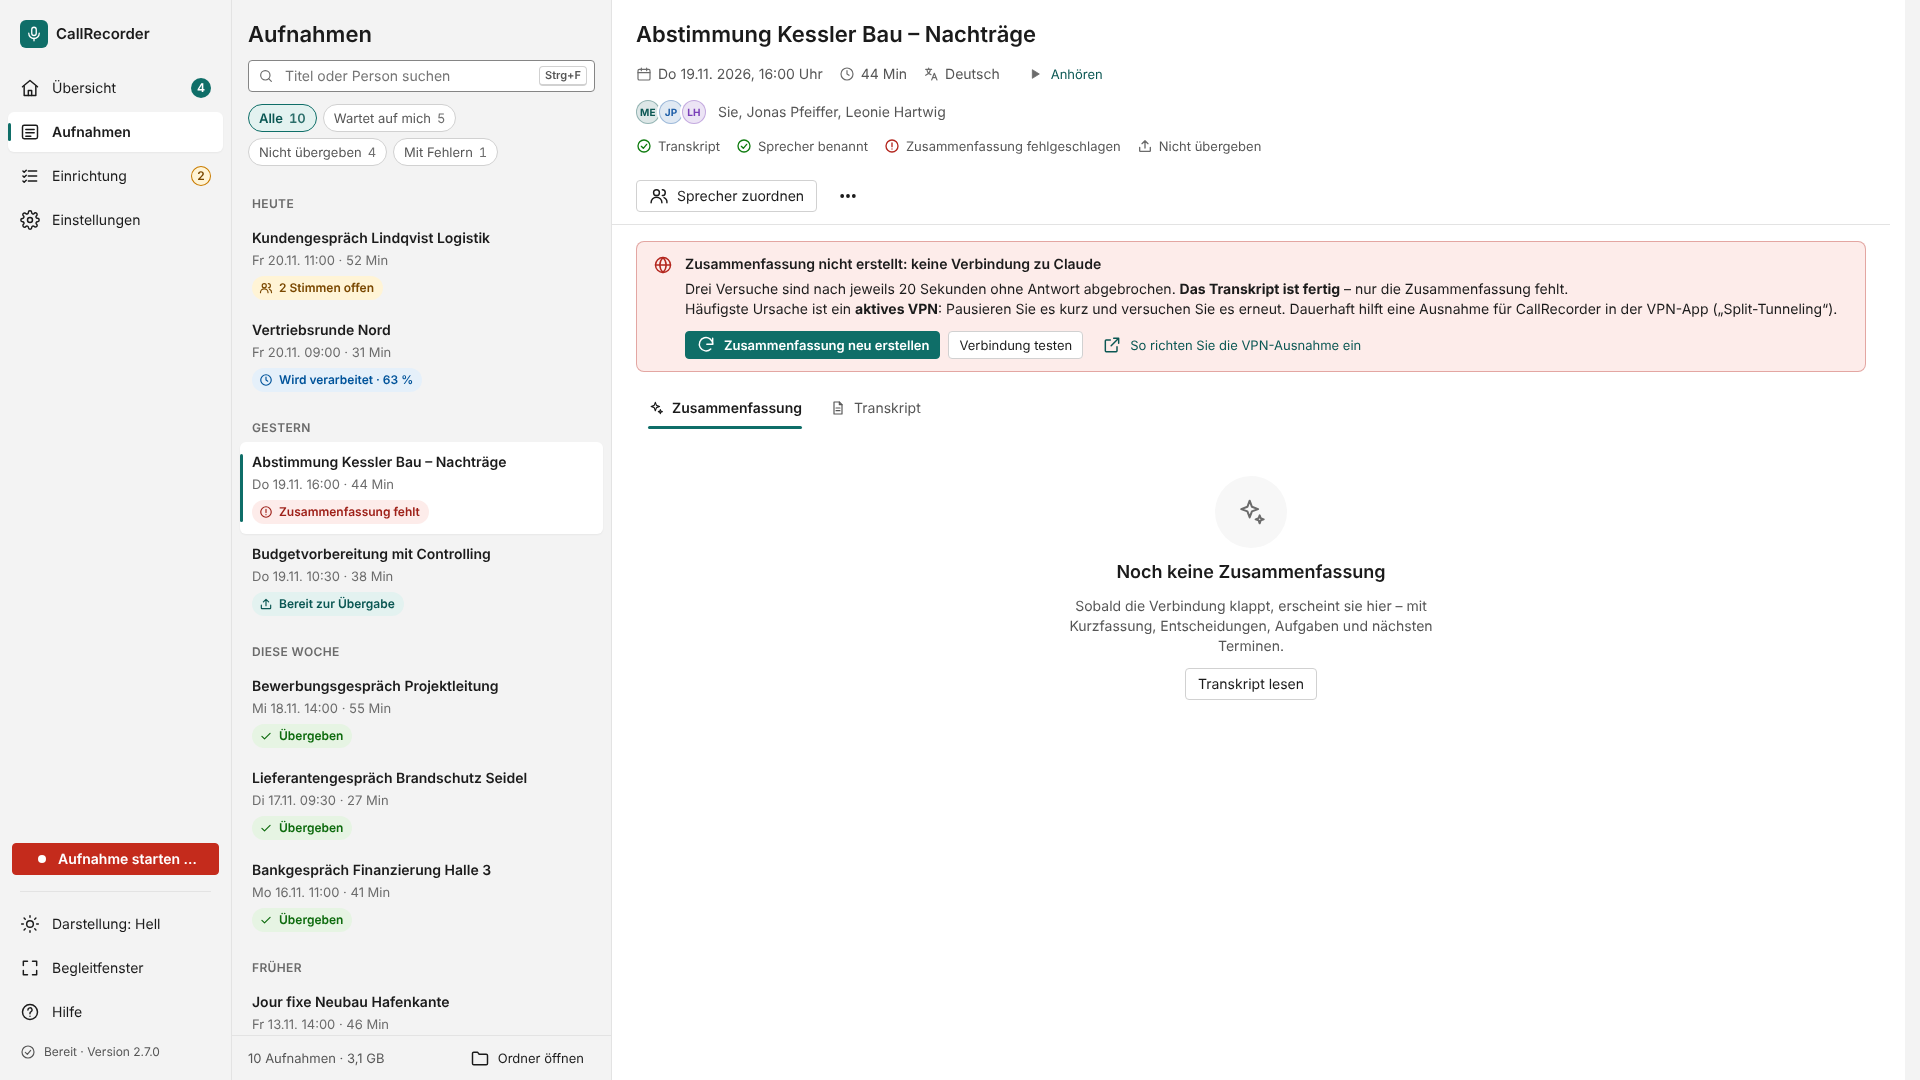 CallRecorder
Übersicht 4
Aufnahmen
Einrichtung 2
Einstellungen
Aufnahme starten ...
Darstellung: Hell
Begleitfenster
Hilfe
Bereit · Version 2.7.0
Aufnahmen
Titel oder Person suchen Strg+F
Alle 10 Wartet auf mich 5
Nicht übergeben 4 Mit Fehlern 1
HEUTE
Kundengespräch Lindqvist Logistik
Fr 20.11. 11:00 · 52 Min
2 Stimmen offen
Vertriebsrunde Nord
Fr 20.11. 09:00 · 31 Min
Wird verarbeitet · 63 %
GESTERN
Abstimmung Kessler Bau – Nachträge
Do 19.11. 16:00 · 44 Min
Zusammenfassung fehlt
Budgetvorbereitung mit Controlling
Do 19.11. 10:30 · 38 Min
Bereit zur Übergabe
DIESE WOCHE
Bewerbungsgespräch Projektleitung
Mi 18.11. 14:00 · 55 Min
Übergeben
Lieferantengespräch Brandschutz Seidel
Di 17.11. 09:30 · 27 Min
Übergeben
Bankgespräch Finanzierung Halle 3
Mo 16.11. 11:00 · 41 Min
Übergeben
FRÜHER
Jour fixe Neubau Hafenkante
Fr 13.11. 14:00 · 46 Min
10 Aufnahmen · 3,1 GB Ordner öffnen
Abstimmung Kessler Bau – Nachträge
Do 19.11. 2026, 16:00 Uhr 44 Min Deutsch Anhören
ME JP LH Sie, Jonas Pfeiffer, Leonie Hartwig
Transkript Sprecher benannt Zusammenfassung fehlgeschlagen Nicht übergeben
Sprecher zuordnen
Zusammenfassung nicht erstellt: keine Verbindung zu Claude
Drei Versuche sind nach jeweils 20 Sekunden ohne Antwort abgebrochen. Das Transkript ist fertig – nur die Zusammenfassung fehlt.
Häufigste Ursache ist ein aktives VPN: Pausieren Sie es kurz und versuchen Sie es erneut. Dauerhaft hilft eine Ausnahme für CallRecorder in der VPN-App („Split-Tunneling“).
Zusammenfassung neu erstellen Verbindung testen So richten Sie die VPN-Ausnahme ein
Zusammenfassung Transkript
Noch keine Zusammenfassung
Sobald die Verbindung klappt, erscheint sie hier – mit
Kurzfassung, Entscheidungen, Aufgaben und nächsten
Terminen.
Transkript lesen